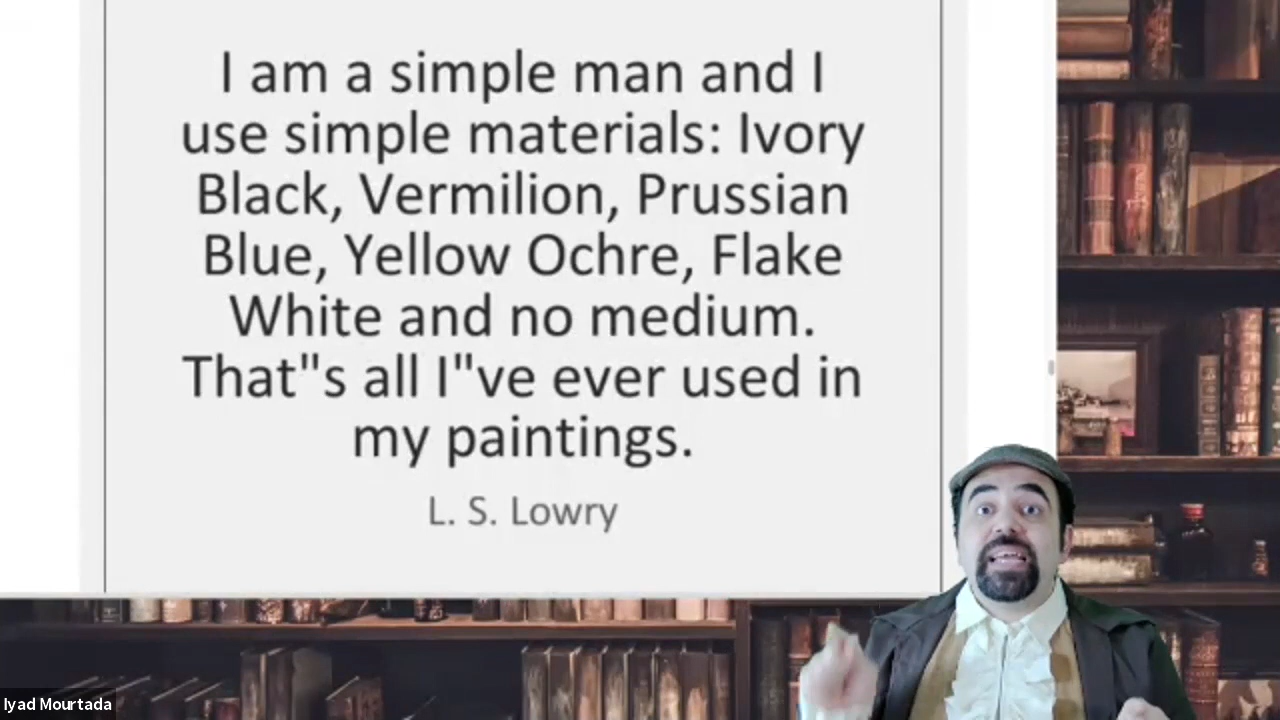 I am a simple man and I
use simple materials: Ivory
Black, Vermilion, Prussian
Blue, Yellow Ochre, Flake
White and no medium.
That"s all I"ve ever used in
my paintings.
L. S. Lowry
Iyad Mourtada